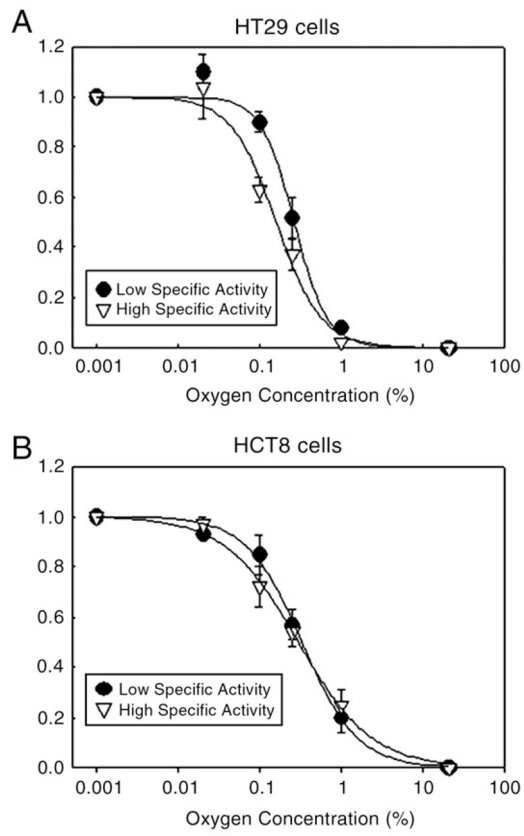 A
HT29 cells
1.2
1.0
0.8
0.6
0.4
0.2
0.0
Low Specific Activity
High Specific Activity
0.001 0.01 0.1 1 10 100
Oxygen Concentration (%)
B
HCT8 cells
1.2
1.0
0.8
0.6
0.4
0.2
0.0
Low Specific Activity
High Specific Activity
0.001 0.01 0.1 1 10 100
Oxygen Concentration (%)